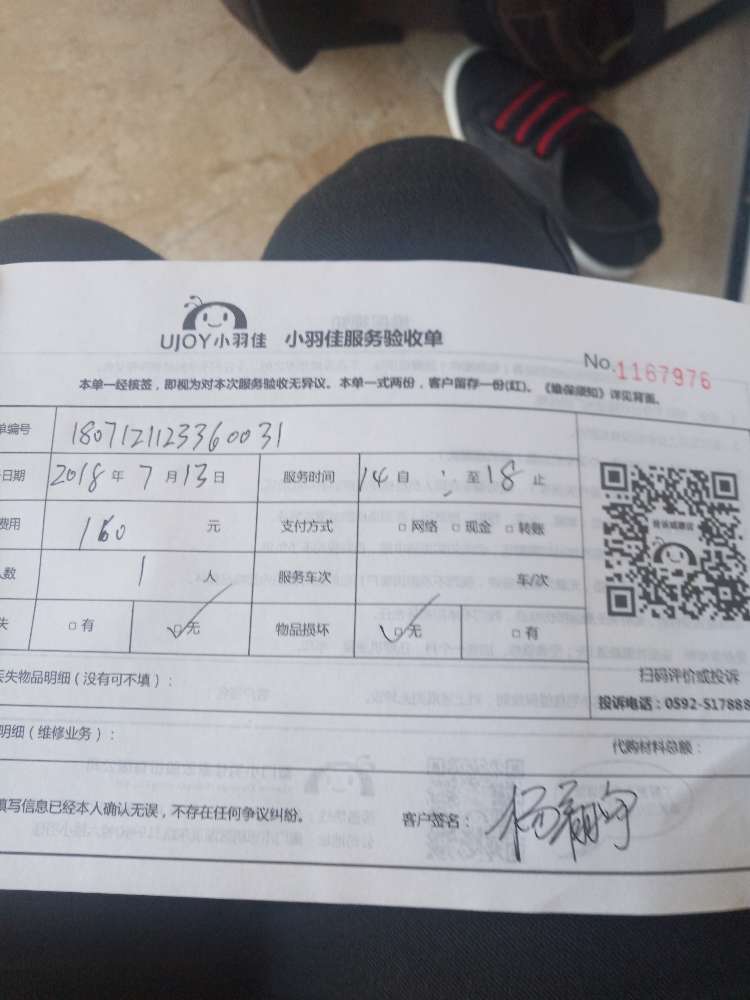 UJOY小羽佳 小羽佳服务验收单
No.1167976
本单一经核签，即视为对本次服务验收无异议。本单一式两份，客户留存一份(红)。《维保须知》详见背面。
单编号 1807121123360031
日期 2018年7月13日 服务时间 14自:至18止
费用 160元 支付方式 □网络 □现金 □转账
人数 1人 服务车次 车/次
失 □有 □无 物品损坏 □无 □有
扫码评价或投诉
丢失物品明细（没有可不填）：
投诉电话：0592-517888
明细（维修业务）：
代购材料总额：
填写信息已经本人确认无误，不存在任何争议纠纷。 客户签名：